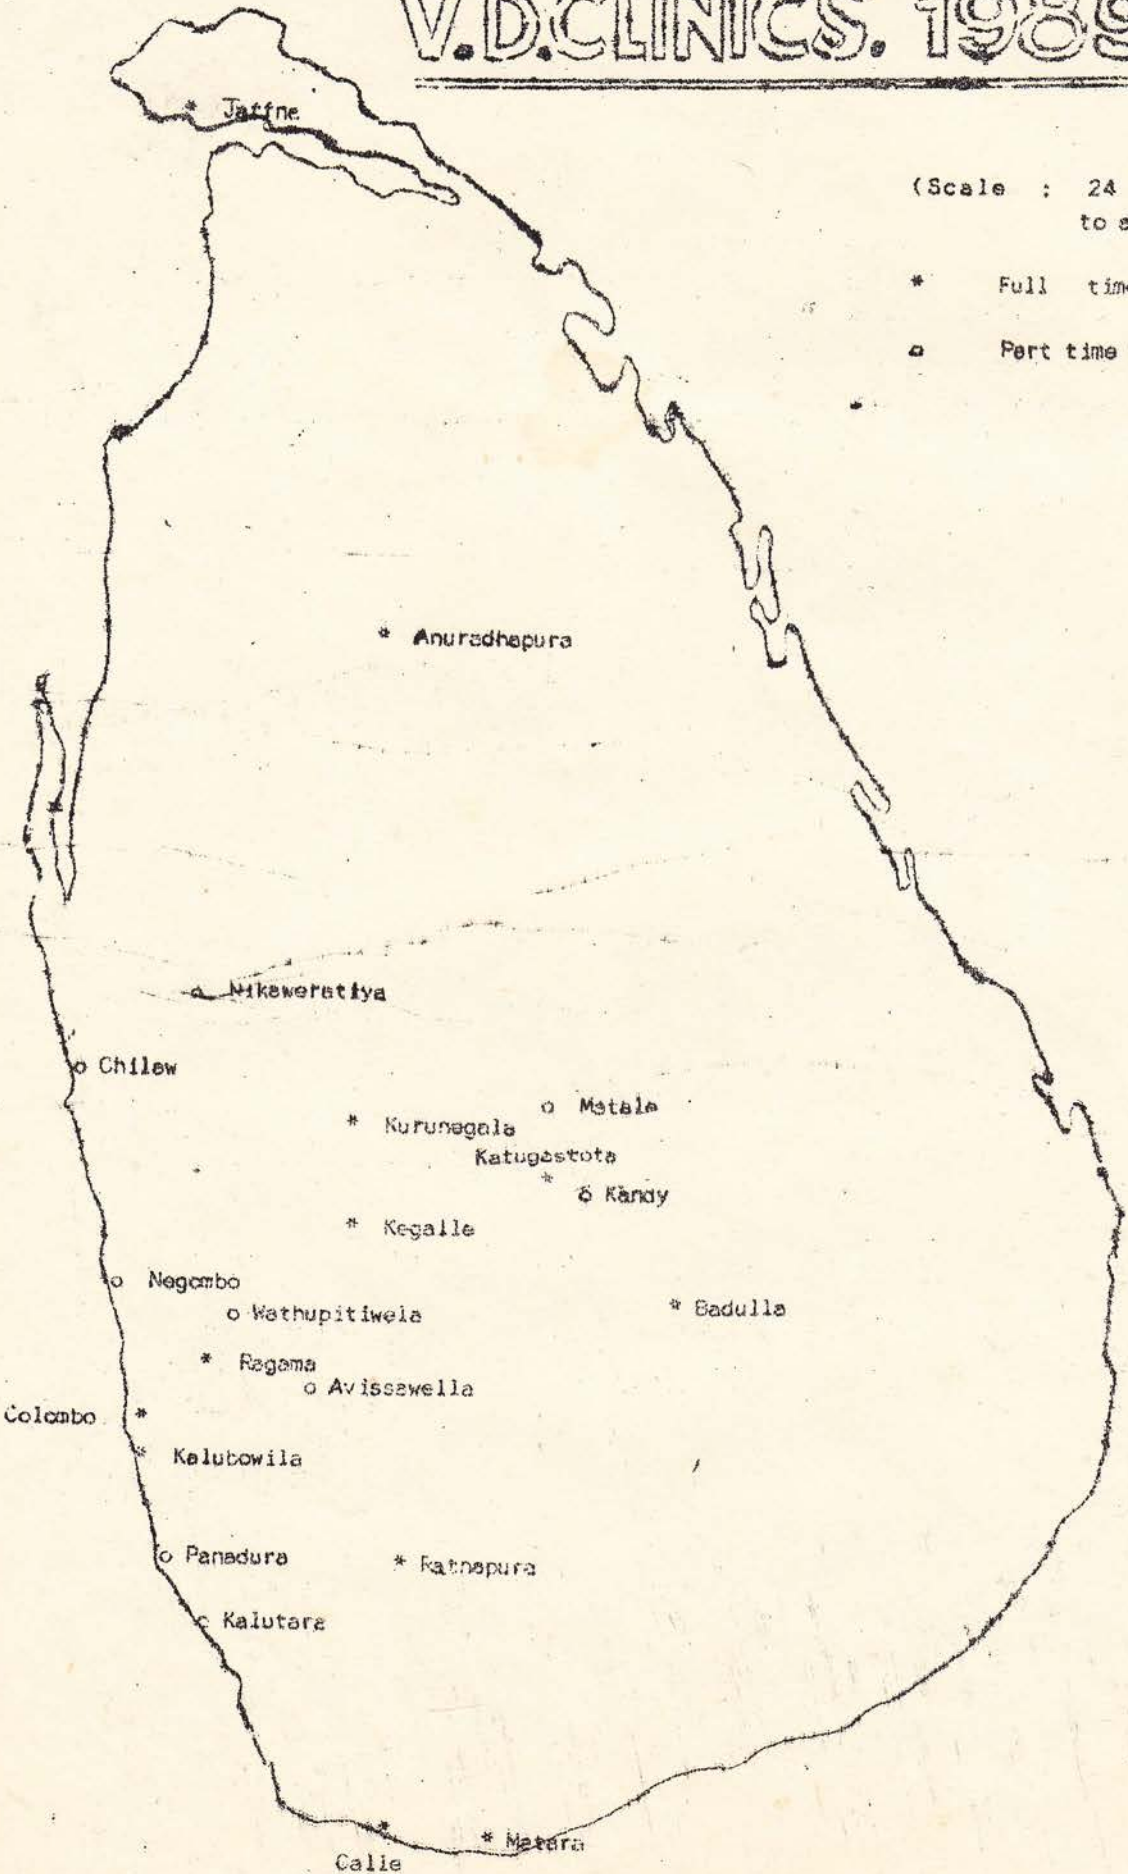 V.D.CLINICS. 1989
* Jaffne
(Scale : 24
to a
* Full time
o Part time
* Anuradhapura
o Nikaweratiya
o Chilaw
o Matale
* Kurunegala
Katugastota
*
o Kandy
* Kegalle
o Negombo
o Wathupitiwela
* Badulla
* Ragama
o Avissawella
Colombo *
* Kalubowila
o Panadura
* Ratnapura
o Kalutara
*
Galle
* Matara